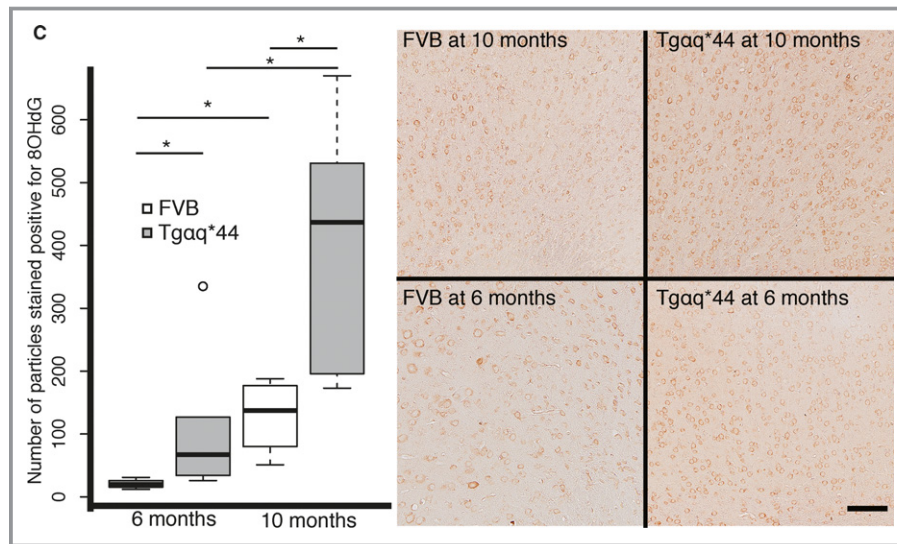 C
Number of particles stained positive for 8OHdG
600
500
400
300
200
100
0
*
*
*
*
FVB
Tgαq*44
6 months
10 months
FVB at 10 months
Tgαq*44 at 10 months
FVB at 6 months
Tgαq*44 at 6 months